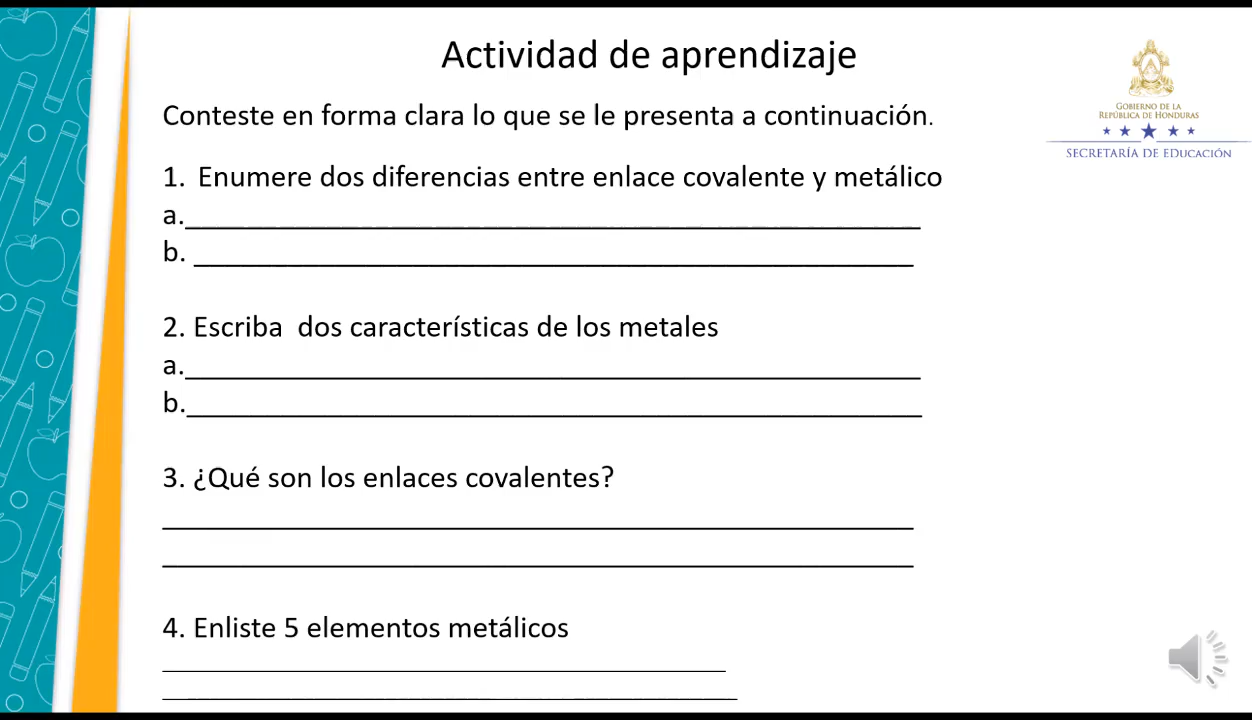 Actividad de aprendizaje
GOBIERNO DE LA
REPÚBLICA DE HONDURAS
SECRETARÍA DE EDUCACIÓN
Conteste en forma clara lo que se le presenta a continuación.
1. Enumere dos diferencias entre enlace covalente y metálico
a.
b.
2. Escriba dos características de los metales
a.
b.
3. ¿Qué son los enlaces covalentes?
4. Enliste 5 elementos metálicos